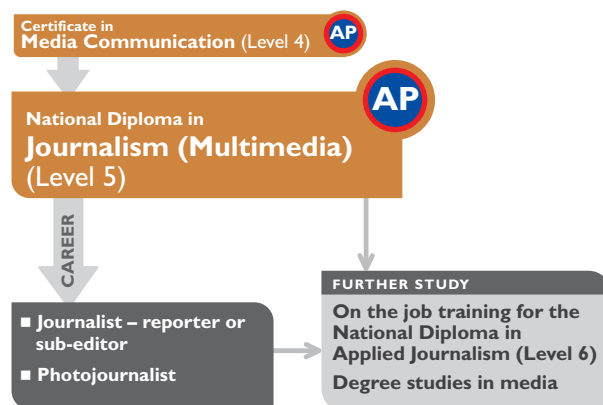 Certificate in
Media Communication (Level 4)
AP
National Diploma in
Journalism (Multimedia)
(Level 5)
AP
CAREER
■ Journalist – reporter or
sub-editor
■ Photojournalist
FURTHER STUDY
On the job training for the
National Diploma in
Applied Journalism (Level 6)
Degree studies in media